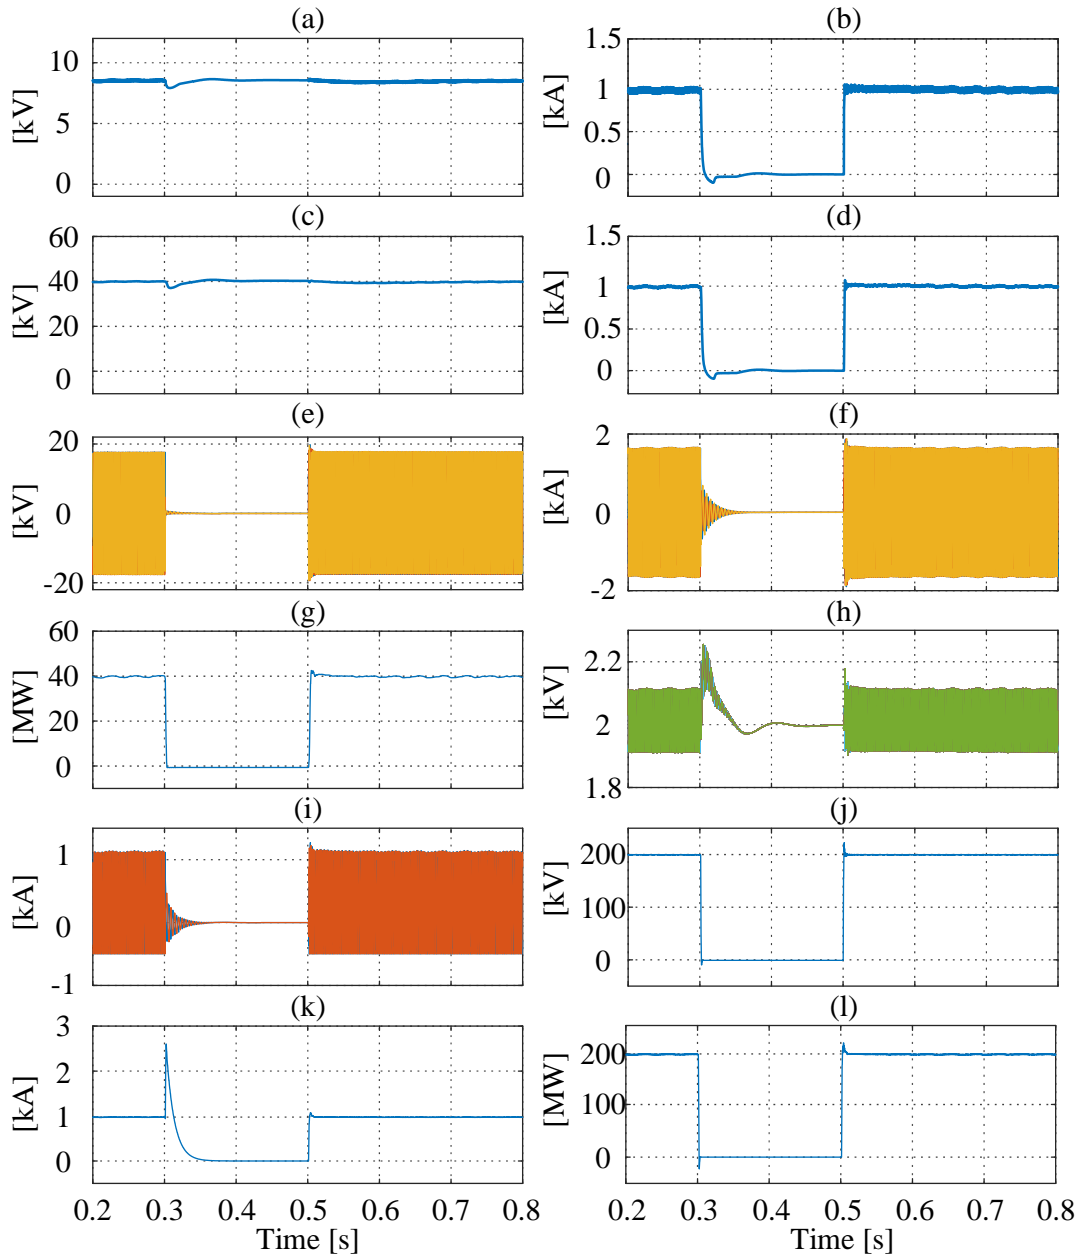 (a)
10
5
0
[kV]
(b)
1.5
1
0.5
0
[kA]
(c)
60
40
20
0
[kV]
(d)
1.5
1
0.5
0
[kA]
(e)
20
0
-20
[kV]
(f)
2
0
-2
[kA]
(g)
60
40
20
0
[MW]
(h)
2.2
2
1.8
[kV]
(i)
1
0
-1
[kA]
(j)
200
100
0
[kV]
(k)
3
2
1
0
[kA]
0.2 0.3 0.4 0.5 0.6 0.7 0.8
Time [s]
(l)
200
100
0
[MW]
0.2 0.3 0.4 0.5 0.6 0.7 0.8
Time [s]